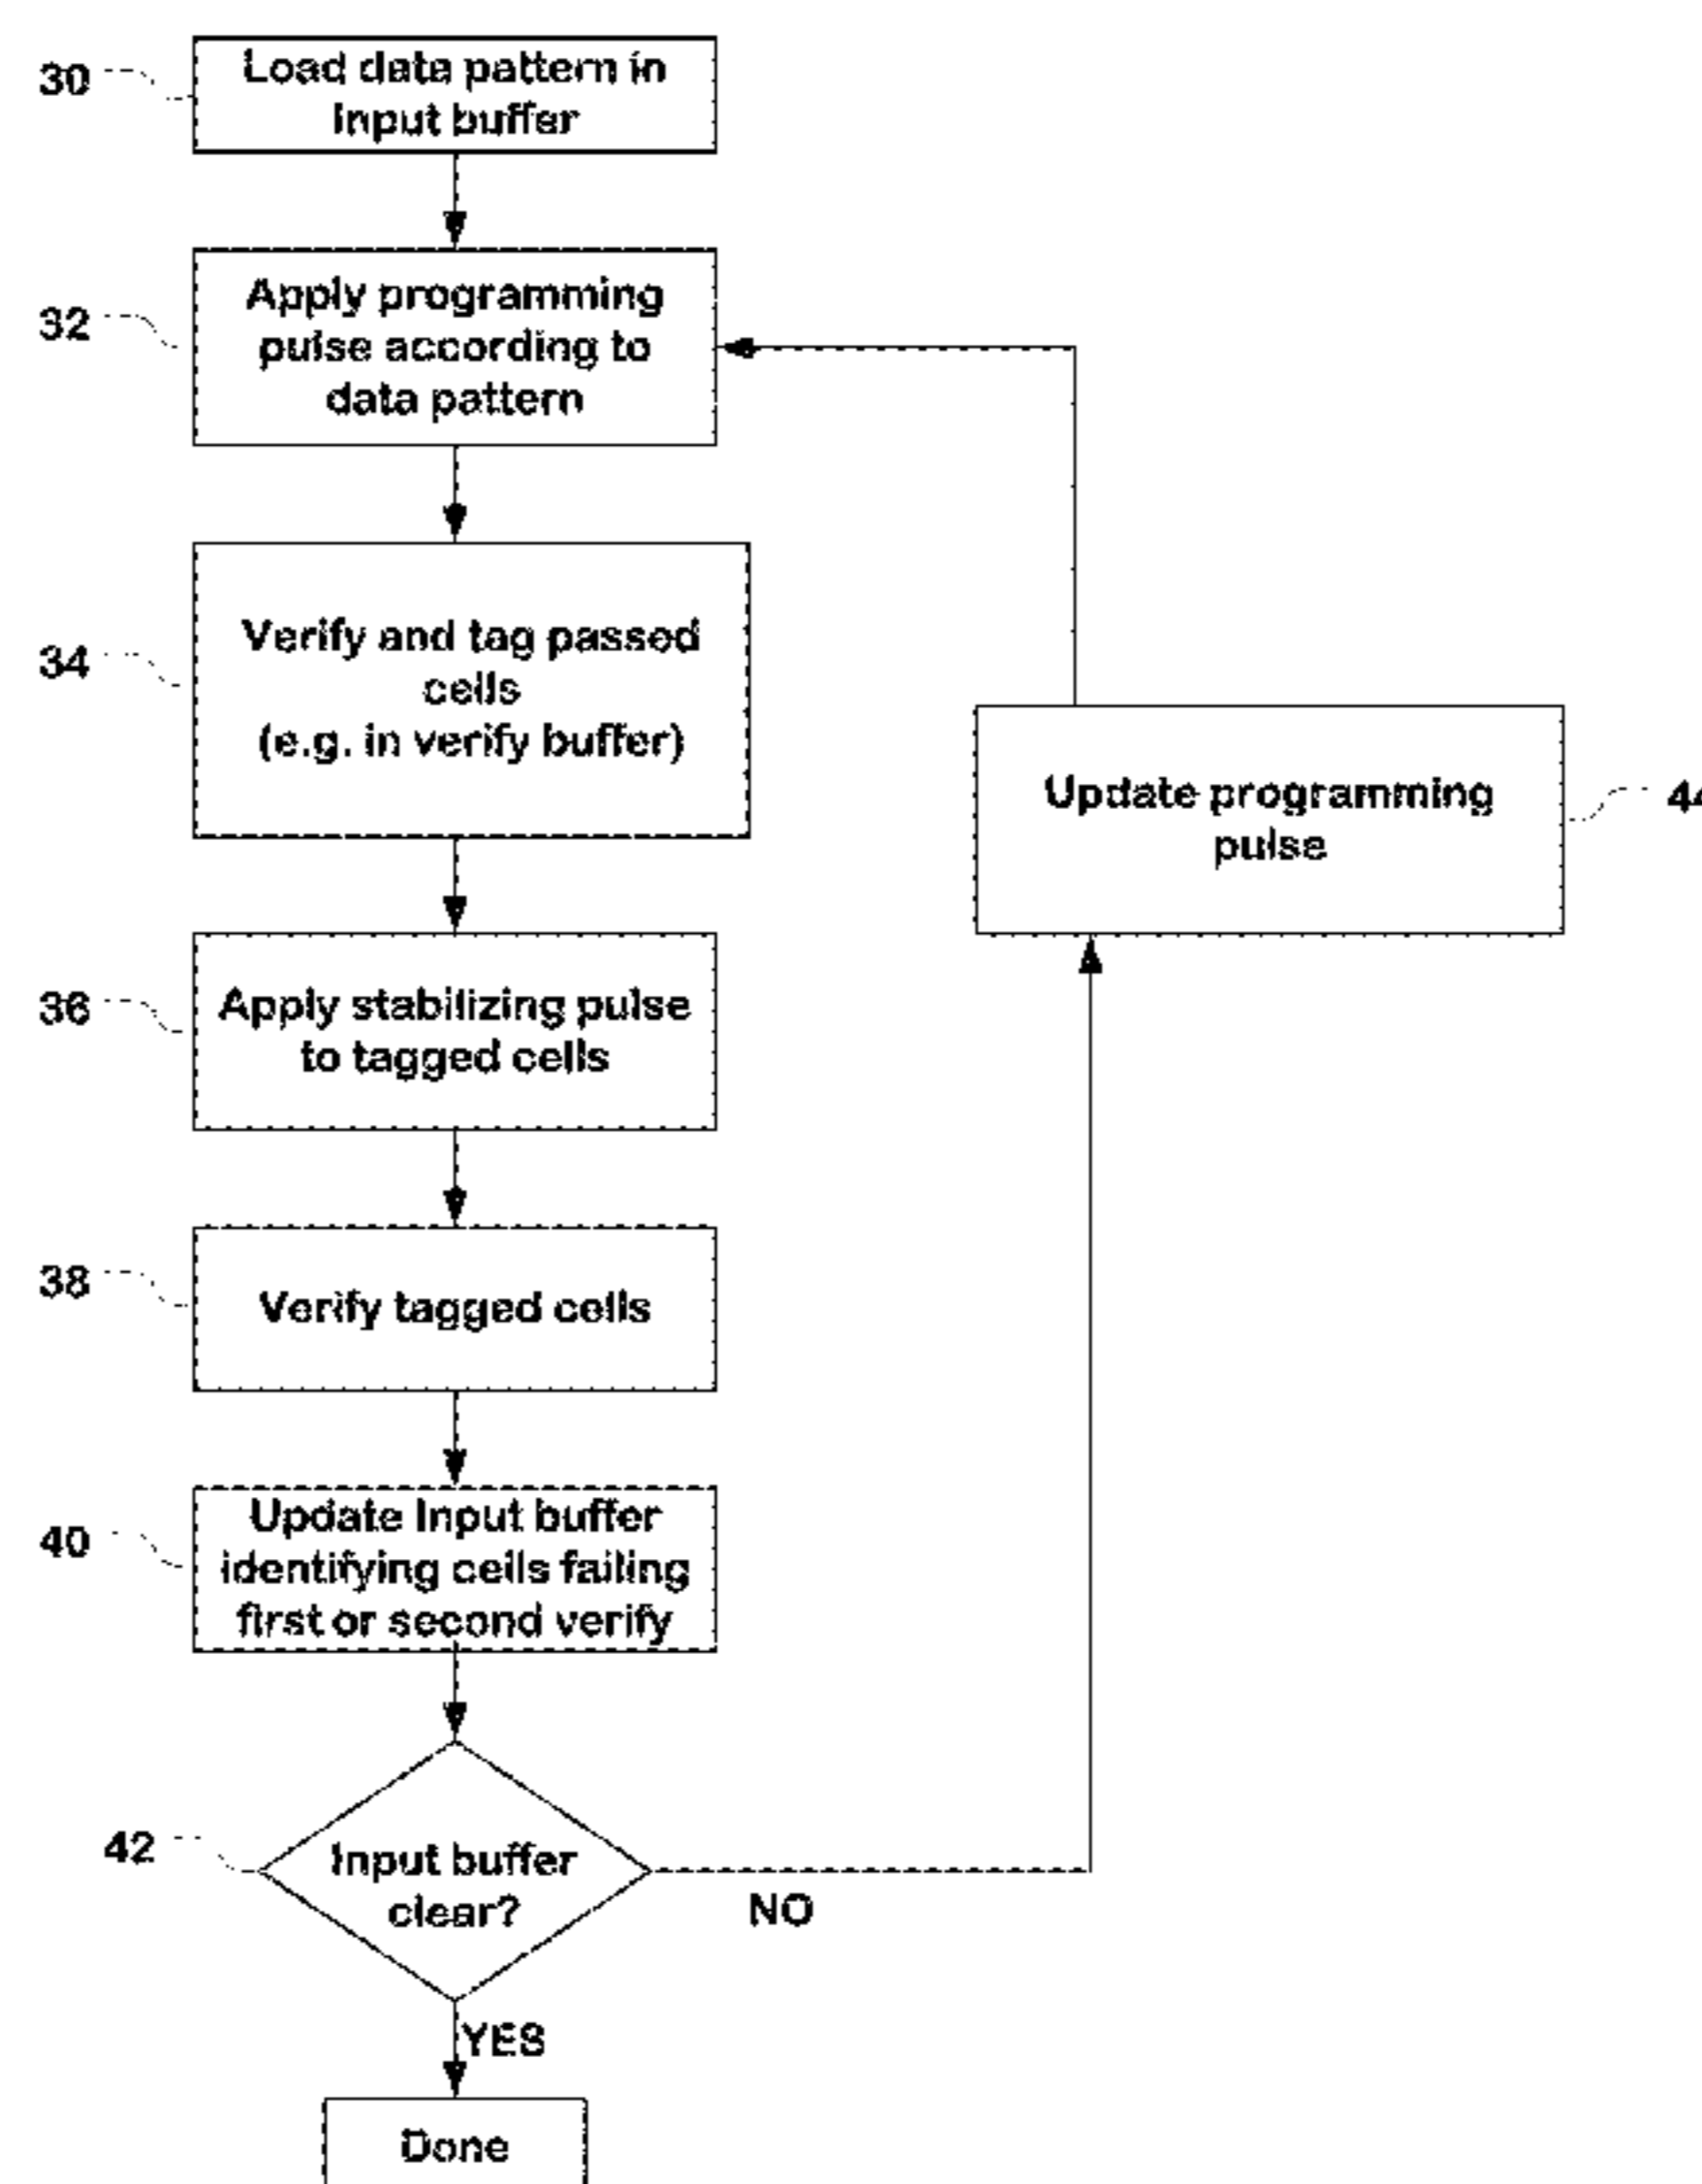 30
Load data pattern in
Input buffer
32
Apply programming
pulse according to
data pattern
34
Verify and tag passed
cells
(e.g. in verify buffer)
Update programming
pulse
44
36
Apply stabilizing pulse
to tagged cells
38
Verify tagged cells
40
Update Input buffer
identifying cells failing
first or second verify
42
Input buffer
clear?
NO
YES
Done